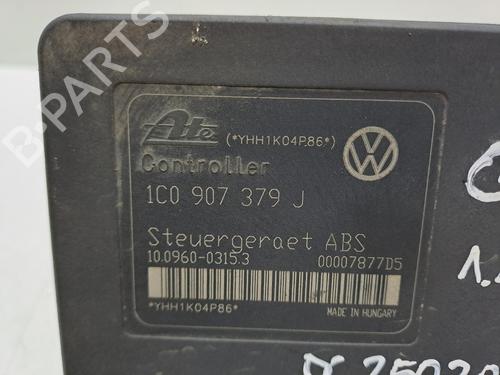 Ate (*YHH1K04P86*)
Controller
1C0 907 379 J
Steuergeraet ABS
10.0960-0315.3 00007877D5
*YHH1K04P86*
MADE IN HUNGARY
B-PARTS